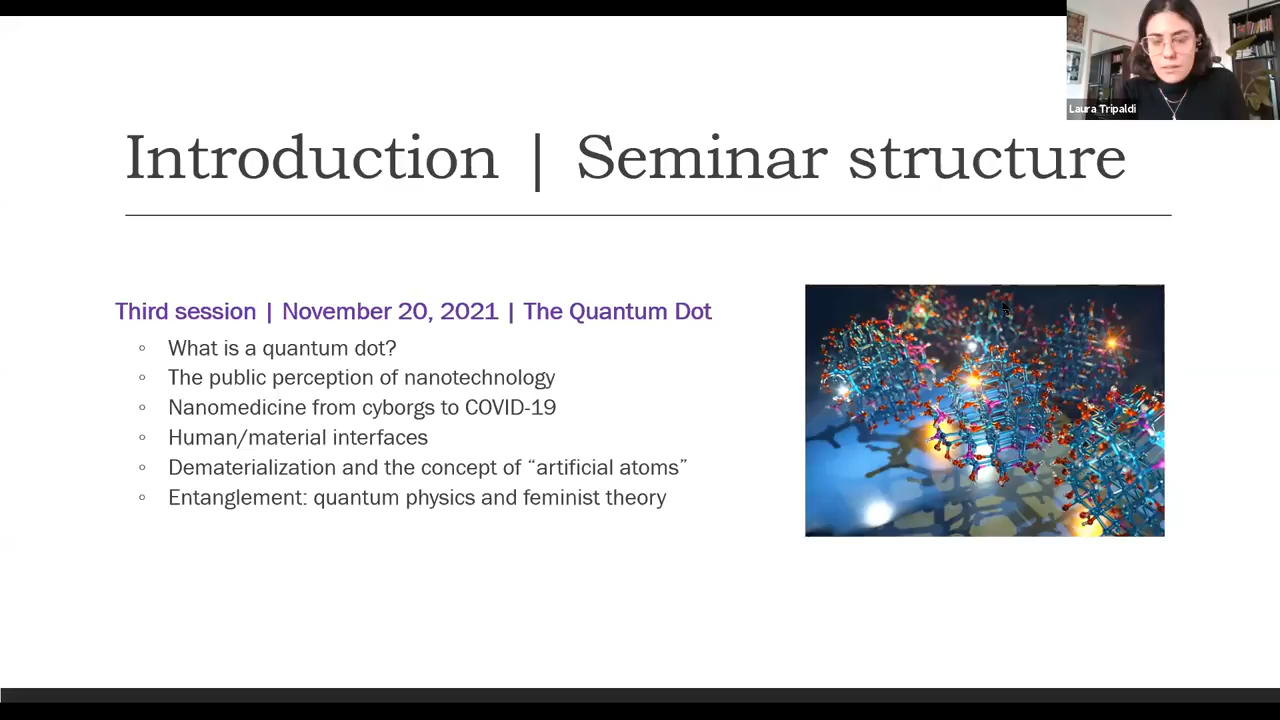 Laura Tripaldi
Introduction | Seminar structure
Third session | November 20, 2021 | The Quantum Dot
◦ What is a quantum dot?
◦ The public perception of nanotechnology
◦ Nanomedicine from cyborgs to COVID-19
◦ Human/material interfaces
◦ Dematerialization and the concept of “artificial atoms”
◦ Entanglement: quantum physics and feminist theory